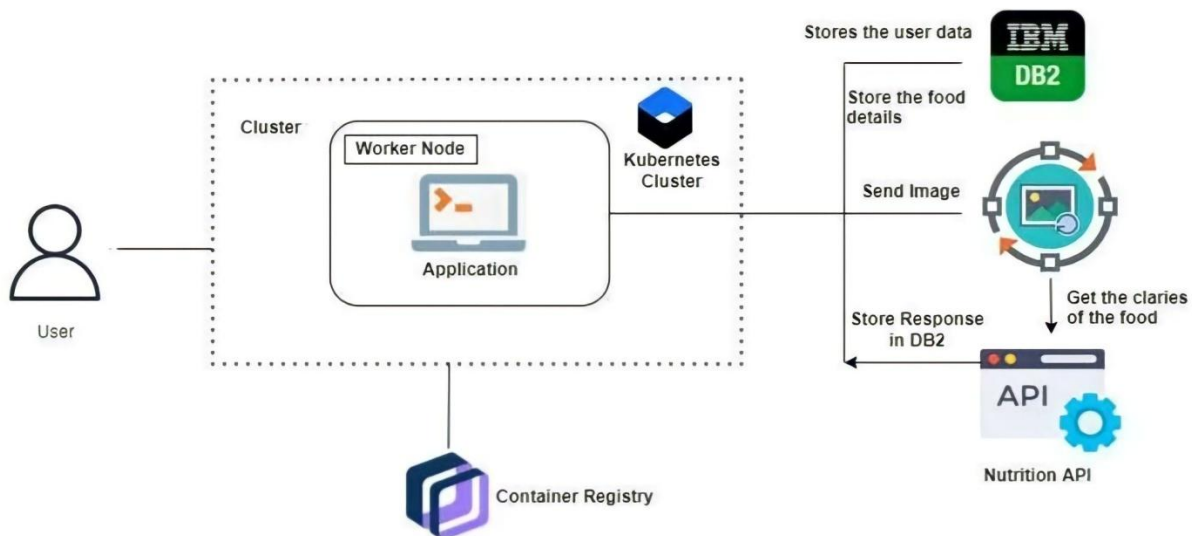 Stores the user data
IBM
DB2
Store the food
details
Cluster
Worker Node
Kubernetes
Cluster
Send Image
Application
User
Get the claries
of the food
Store Response
in DB2
API
Nutrition API
Container Registry